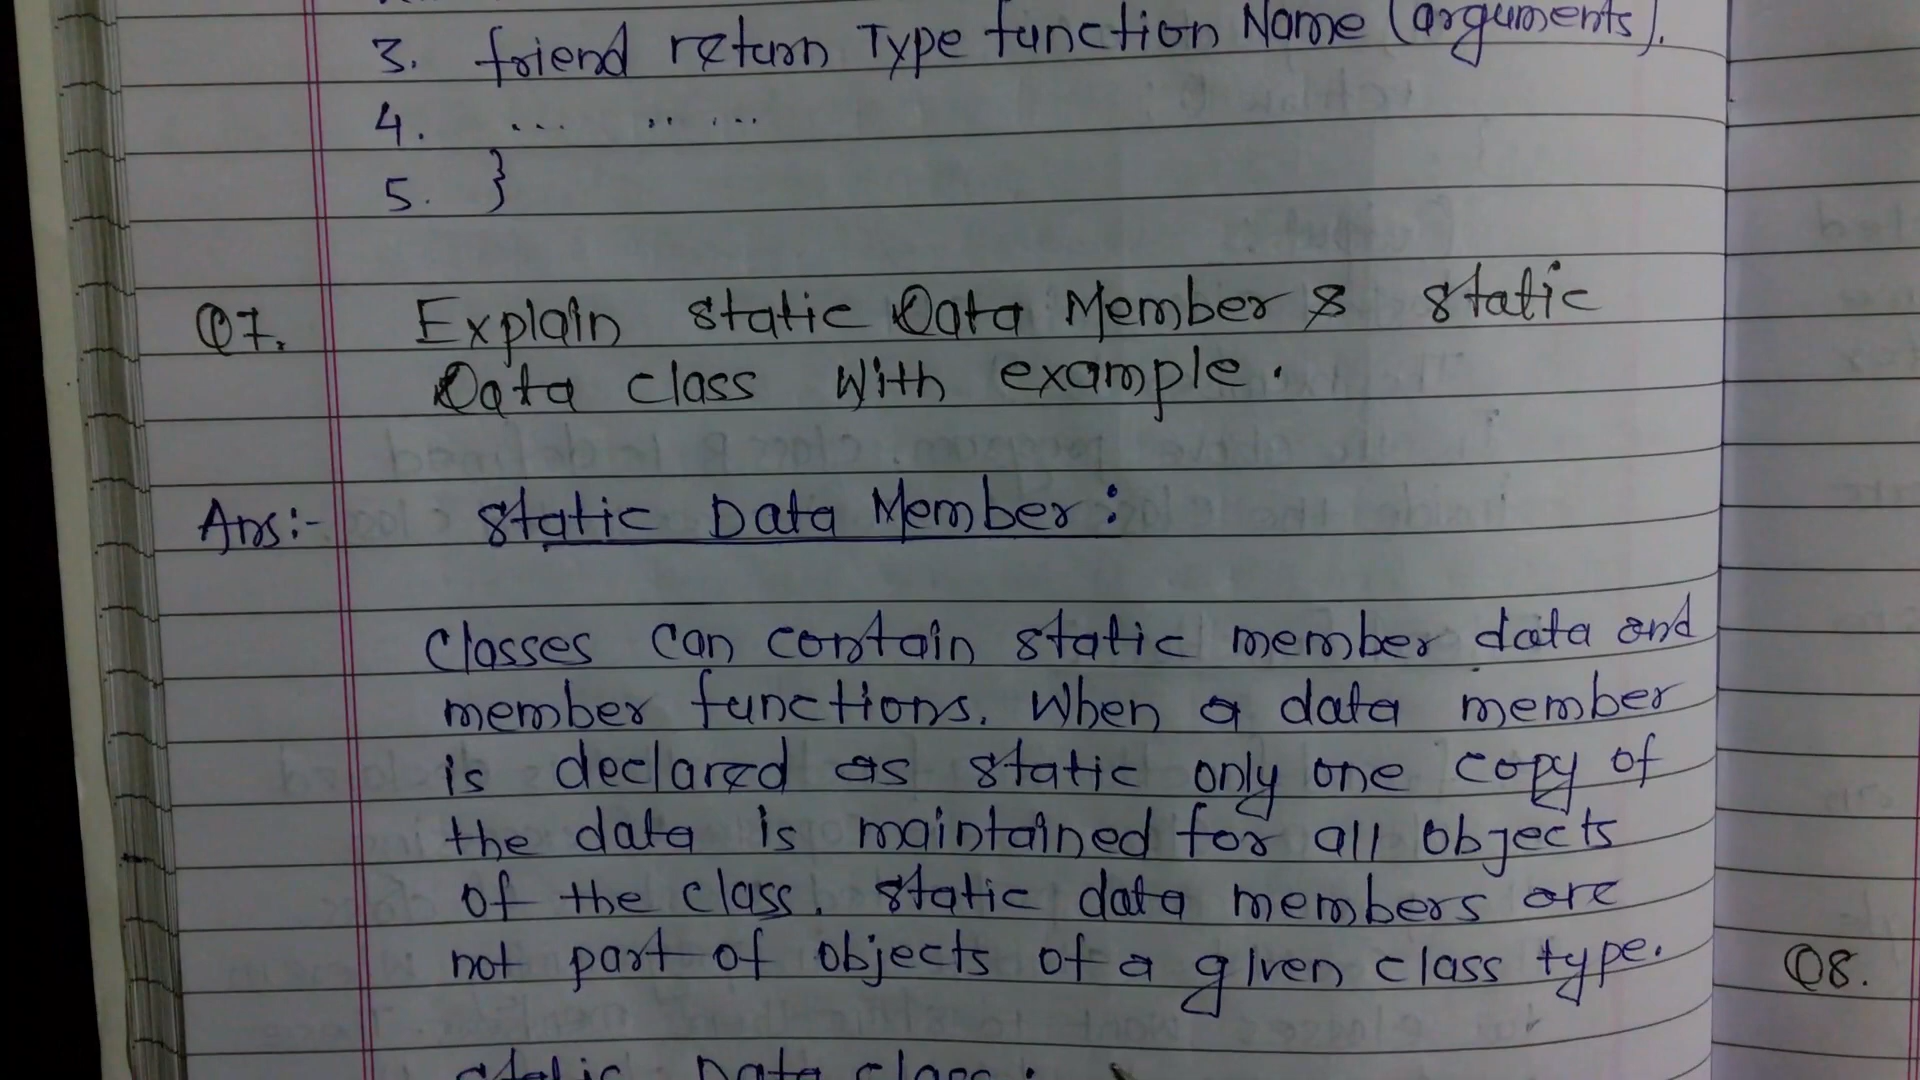 3. friend return Type function Name (arguments).
4. ... .. ...
5. }
Q7. Explain static Data Member & static
Data class With example.
Ans:- static Data Member:
Classes can contain static member data and
member functions. When a data member
is declared as static only one copy of
the data is maintained for all objects
of the class. static data members are
not part of objects of a given class type.
Q8.
static Data class: